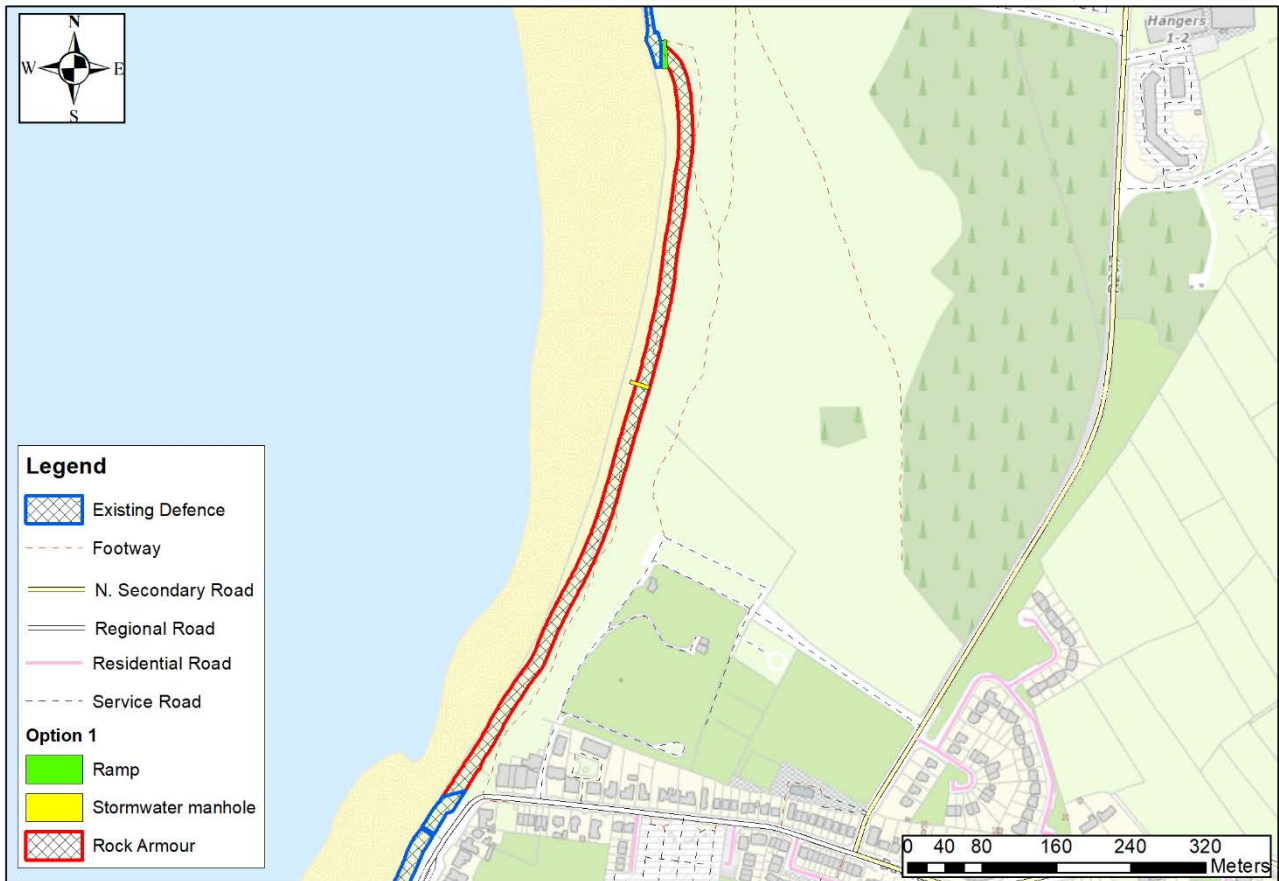 N
W E
S
Hangers
1-2
Legend
Existing Defence
Footway
N. Secondary Road
Regional Road
Residential Road
Service Road
Option 1
Ramp
Stormwater manhole
Rock Armour
0 40 80 160 240 320
Meters